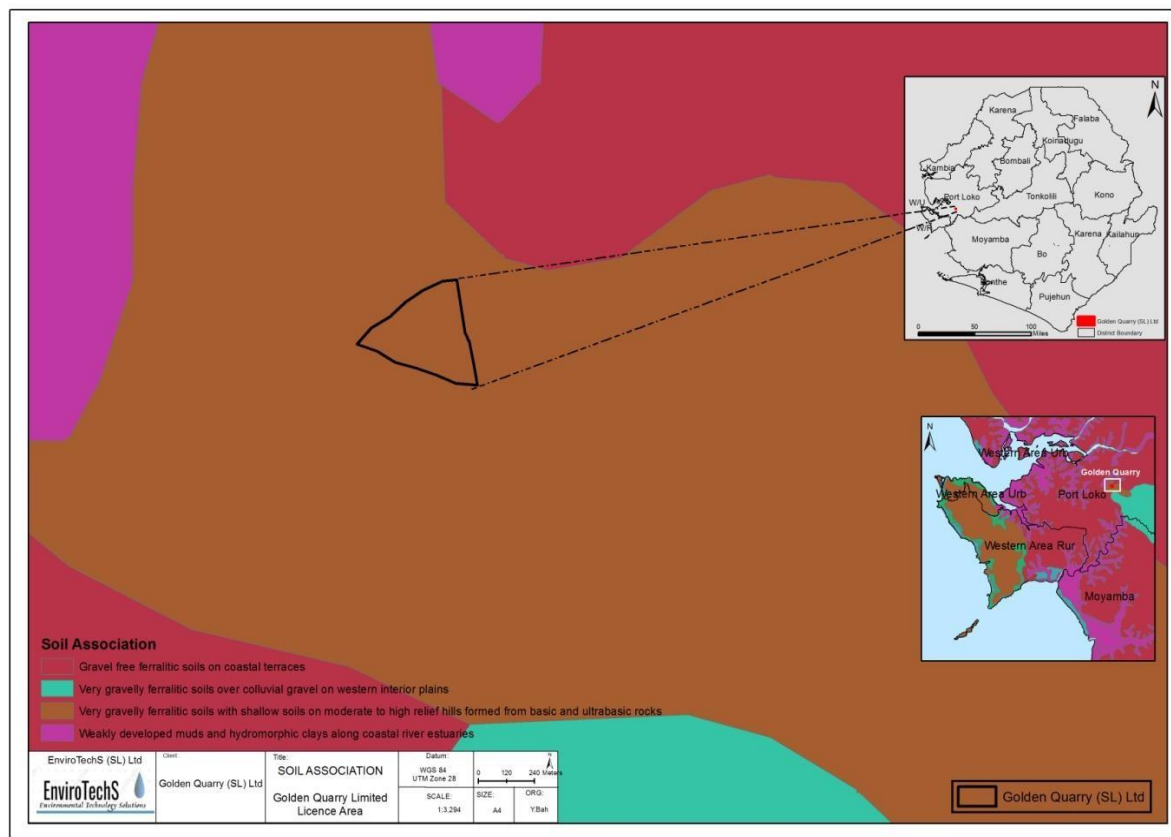 N
Karena
Falaba
Koinadugu
Bombali
Kambia
Port Loko
Tonkolili
Kono
W/U
W/R
Moyamba
Karena
Kailahun
Bo
Pujehun
Golden Quarry (SL) Ltd
District Boundary
0 50 100
Miles
N
Western Area Urb
Golden Quarry
Western Area Urb
Port Loko
Western Area Rur
Moyamba
Soil Association
Gravel free ferralitic soils on coastal terraces
Very gravelly ferralitic soils over colluvial gravel on western interior plains
Very gravelly ferralitic soils with shallow soils on moderate to high relief hills formed from basic and ultrabasic rocks
Weakly developed muds and hydromorphic clays along coastal river estuaries
EnviroTechS (SL) Ltd
EnviroTechS
Environmental Technology Solutions
Client:
Golden Quarry (SL) Ltd
Title:
SOIL ASSOCIATION
Golden Quarry Limited
Licence Area
Datum:
WGS 84
UTM Zone 28
N
0 120 240 Meters
SCALE:
1:3,294
SIZE:
A4
ORG:
Y.Bah
Golden Quarry (SL) Ltd